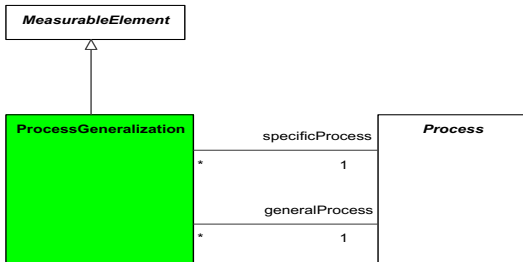 MeasurableElement
ProcessGeneralization
specificProcess
Process
* 1
generalProcess
* 1